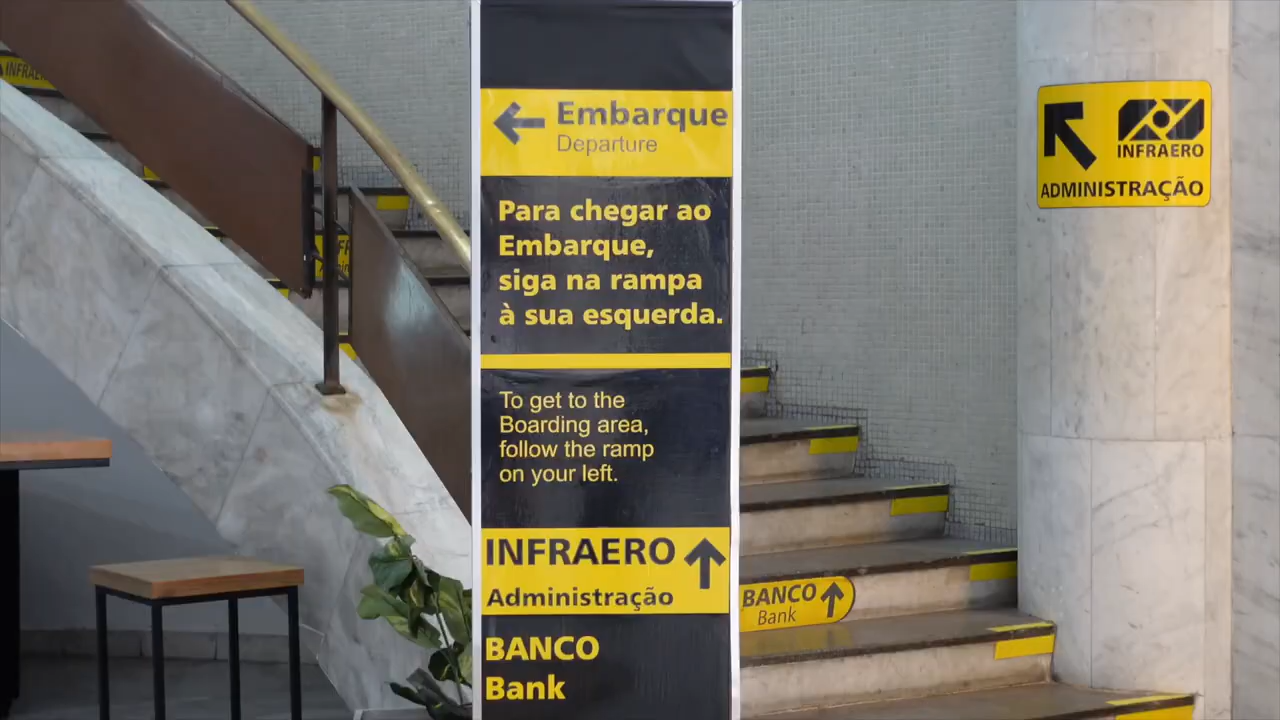 Embarque
Departure
Para chegar ao
Embarque,
siga na rampa
à sua esquerda.
To get to the
Boarding area,
follow the ramp
on your left.
INFRAERO
Administração
BANCO
Bank
BANCO
Bank
INFRAERO
ADMINISTRAÇÃO